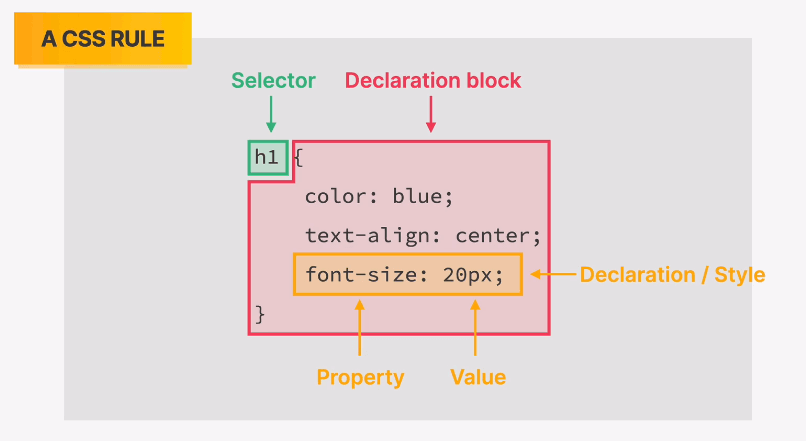 A CSS RULE
Selector Declaration block
h1 {
color: blue;
text-align: center;
font-size: 20px;
Declaration / Style
}
Property Value